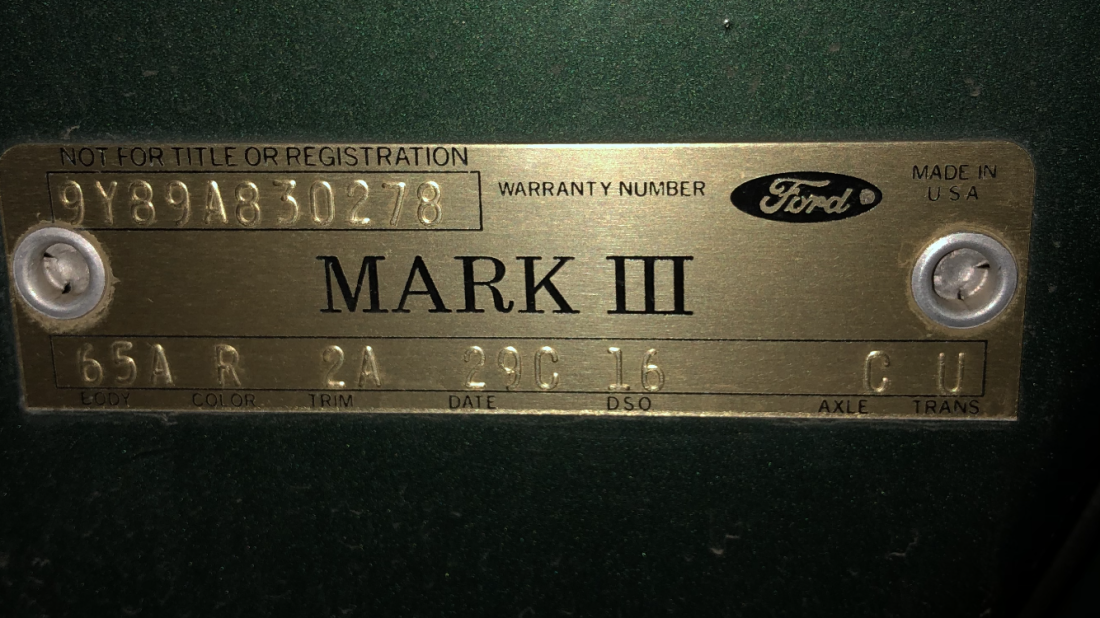 NOT FOR TITLE OR REGISTRATION
9Y89A830278 WARRANTY NUMBER Ford ® MADE IN U S A
MARK III
65A R 2A 29C 16 C U
BODY COLOR TRIM DATE DSO AXLE TRANS